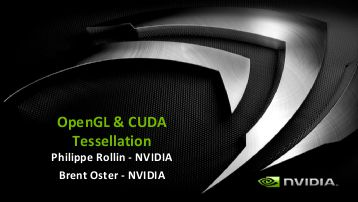 OpenGL & CUDA
Tessellation
Philippe Rollin - NVIDIA
Brent Oster - NVIDIA
NVIDIA.